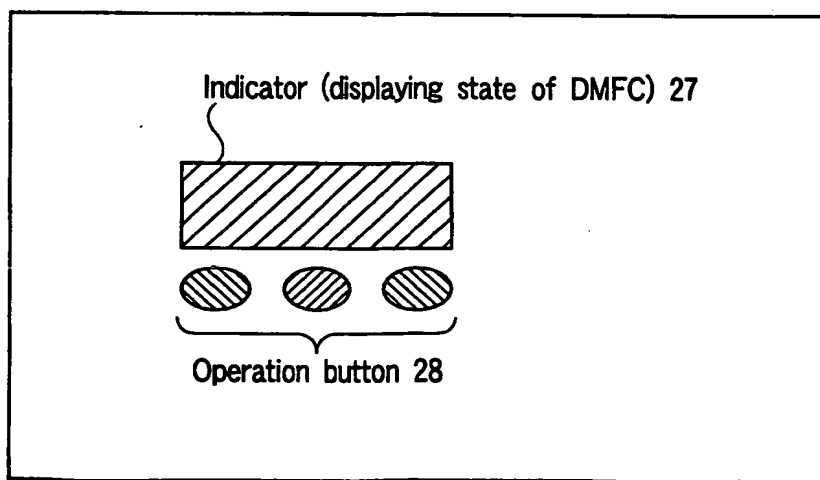 Indicator (displaying state of DMFC) 27
Operation button 28